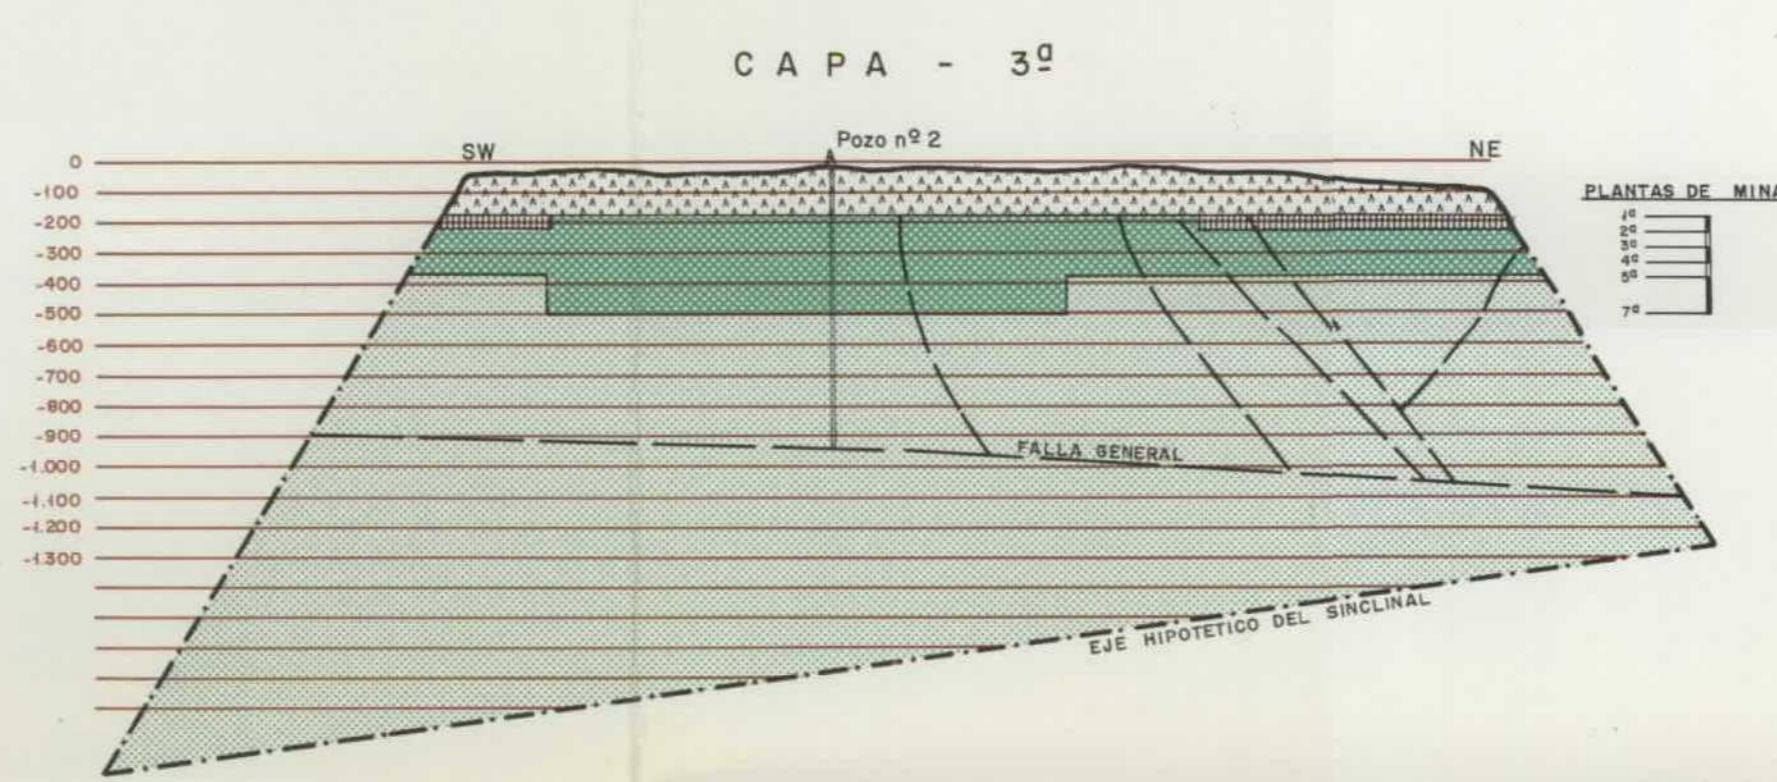 CAPA - 3ª
Pozo nº 2
SW
NE
0
-100
-200
-300
-400
-500
-600
-700
-800
-900
-1.000
-1.100
-1.200
-1.300
PLANTAS DE MINA
1ª
2ª
3ª
4ª
5ª
7ª
FALLA GENERAL
EJE HIPOTETICO DEL SINCLINAL